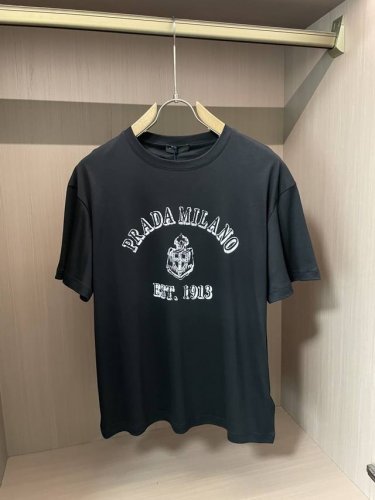 PRADA MILANO
EST. 1913